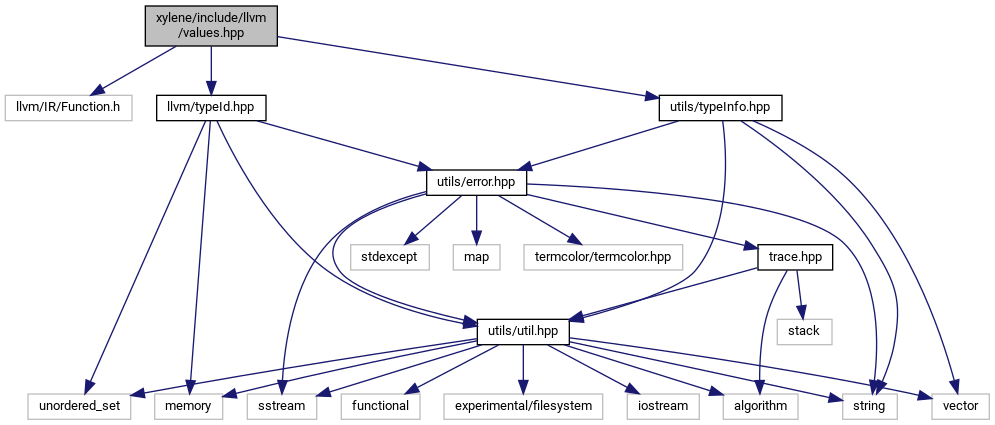 xylene/include/llvm
/values.hpp
llvm/IR/Function.h
llvm/typeId.hpp
utils/typeInfo.hpp
utils/error.hpp
stdexcept
map
termcolor/termcolor.hpp
trace.hpp
utils/util.hpp
stack
unordered_set
memory
sstream
functional
experimental/filesystem
iostream
algorithm
string
vector